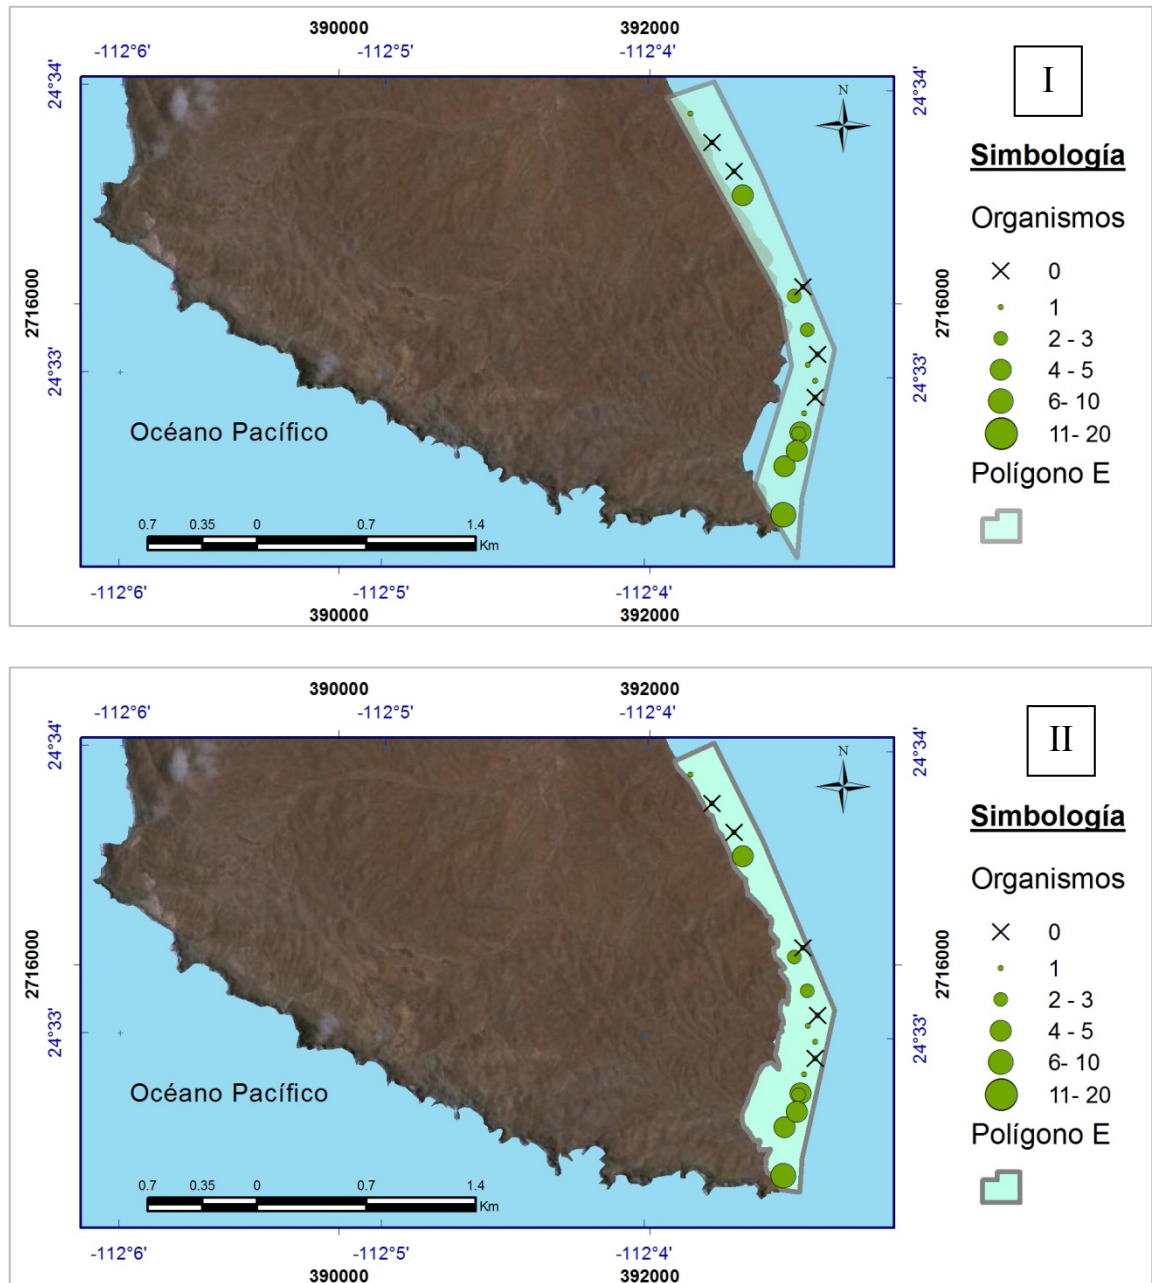 390000 392000
-112°6' -112°5' -112°4'
24°34' 24°34'
N
I
Simbología
Organismos
0
1
2 - 3
4 - 5
6- 10
11- 20
Polígono E
2716000 2716000
24°33' 24°33'
Océano Pacífico
0.7 0.35 0 0.7 1.4
Km
-112°6' -112°5' -112°4'
390000 392000
390000 392000
-112°6' -112°5' -112°4'
24°34' 24°34'
N
II
Simbología
Organismos
0
1
2 - 3
4 - 5
6- 10
11- 20
Polígono E
2716000 2716000
24°33' 24°33'
Océano Pacífico
0.7 0.35 0 0.7 1.4
Km
-112°6' -112°5' -112°4'
390000 392000